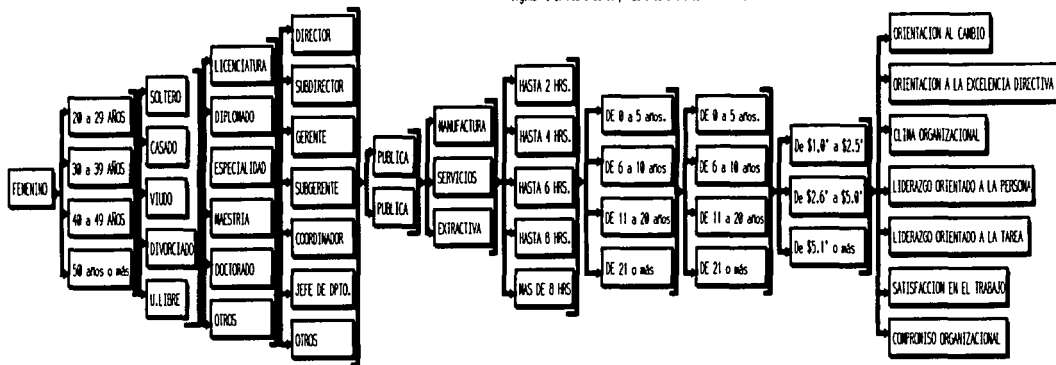 FEMENINO
20 a 29 AÑOS
30 a 39 AÑOS
40 a 49 AÑOS
50 años o más
SOLTERO
CASADO
VIUDO
DIVORCIADO
U.LIBRE
LICENCIATURA
DIPLOMADO
ESPECIALIDAD
MAESTRIA
DOCTORADO
OTROS
DIRECTOR
SUBDIRECTOR
GERENTE
SUBGERENTE
COORDINADOR
JEFE DE DPTO.
OTROS
PUBLICA
PUBLICA
MANUFACTURA
SERVICIOS
EXTRACTIVA
HASTA 2 HRS.
HASTA 4 HRS.
HASTA 6 HRS.
HASTA 8 HRS.
MAS DE 8 HRS
DE 0 a 5 años.
De 6 a 10 años
DE 11 a 20 años
DE 21 o más
DE 0 a 5 años.
DE 6 a 10 años
DE 11 a 20 años
DE 21 o más
De $1,0' a $2.5'
De $2.6' a $5.0'
De $5.1' o más
ORIENTACION AL CAMBIO
ORIENTACION A LA EXCELENCIA DIRECTIVA
CLIMA ORGANIZACIONAL
LIDERAZGO ORIENTADO A LA PERSONA
LIDERAZGO ORIENTADO A LA TAREA
SATISFACCION EN EL TRABAJO
COMPROMISO ORGANIZACIONAL